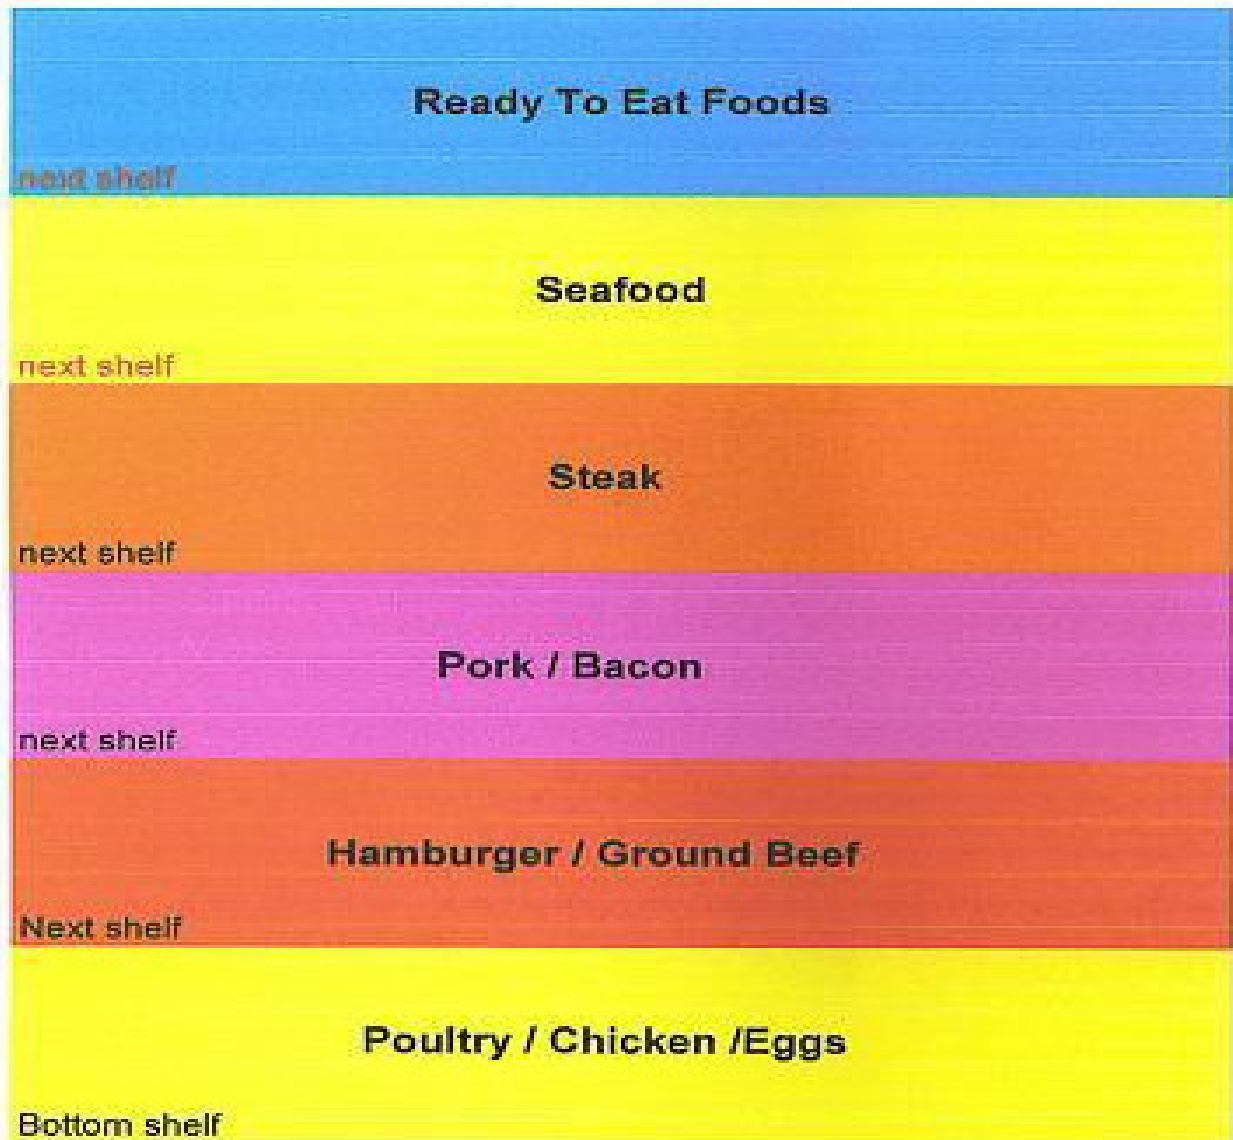 Ready To Eat Foods
next shelf
Seafood
next shelf
Steak
next shelf
Pork / Bacon
next shelf
Hamburger / Ground Beef
Next shelf
Poultry / Chicken /Eggs
Bottom shelf